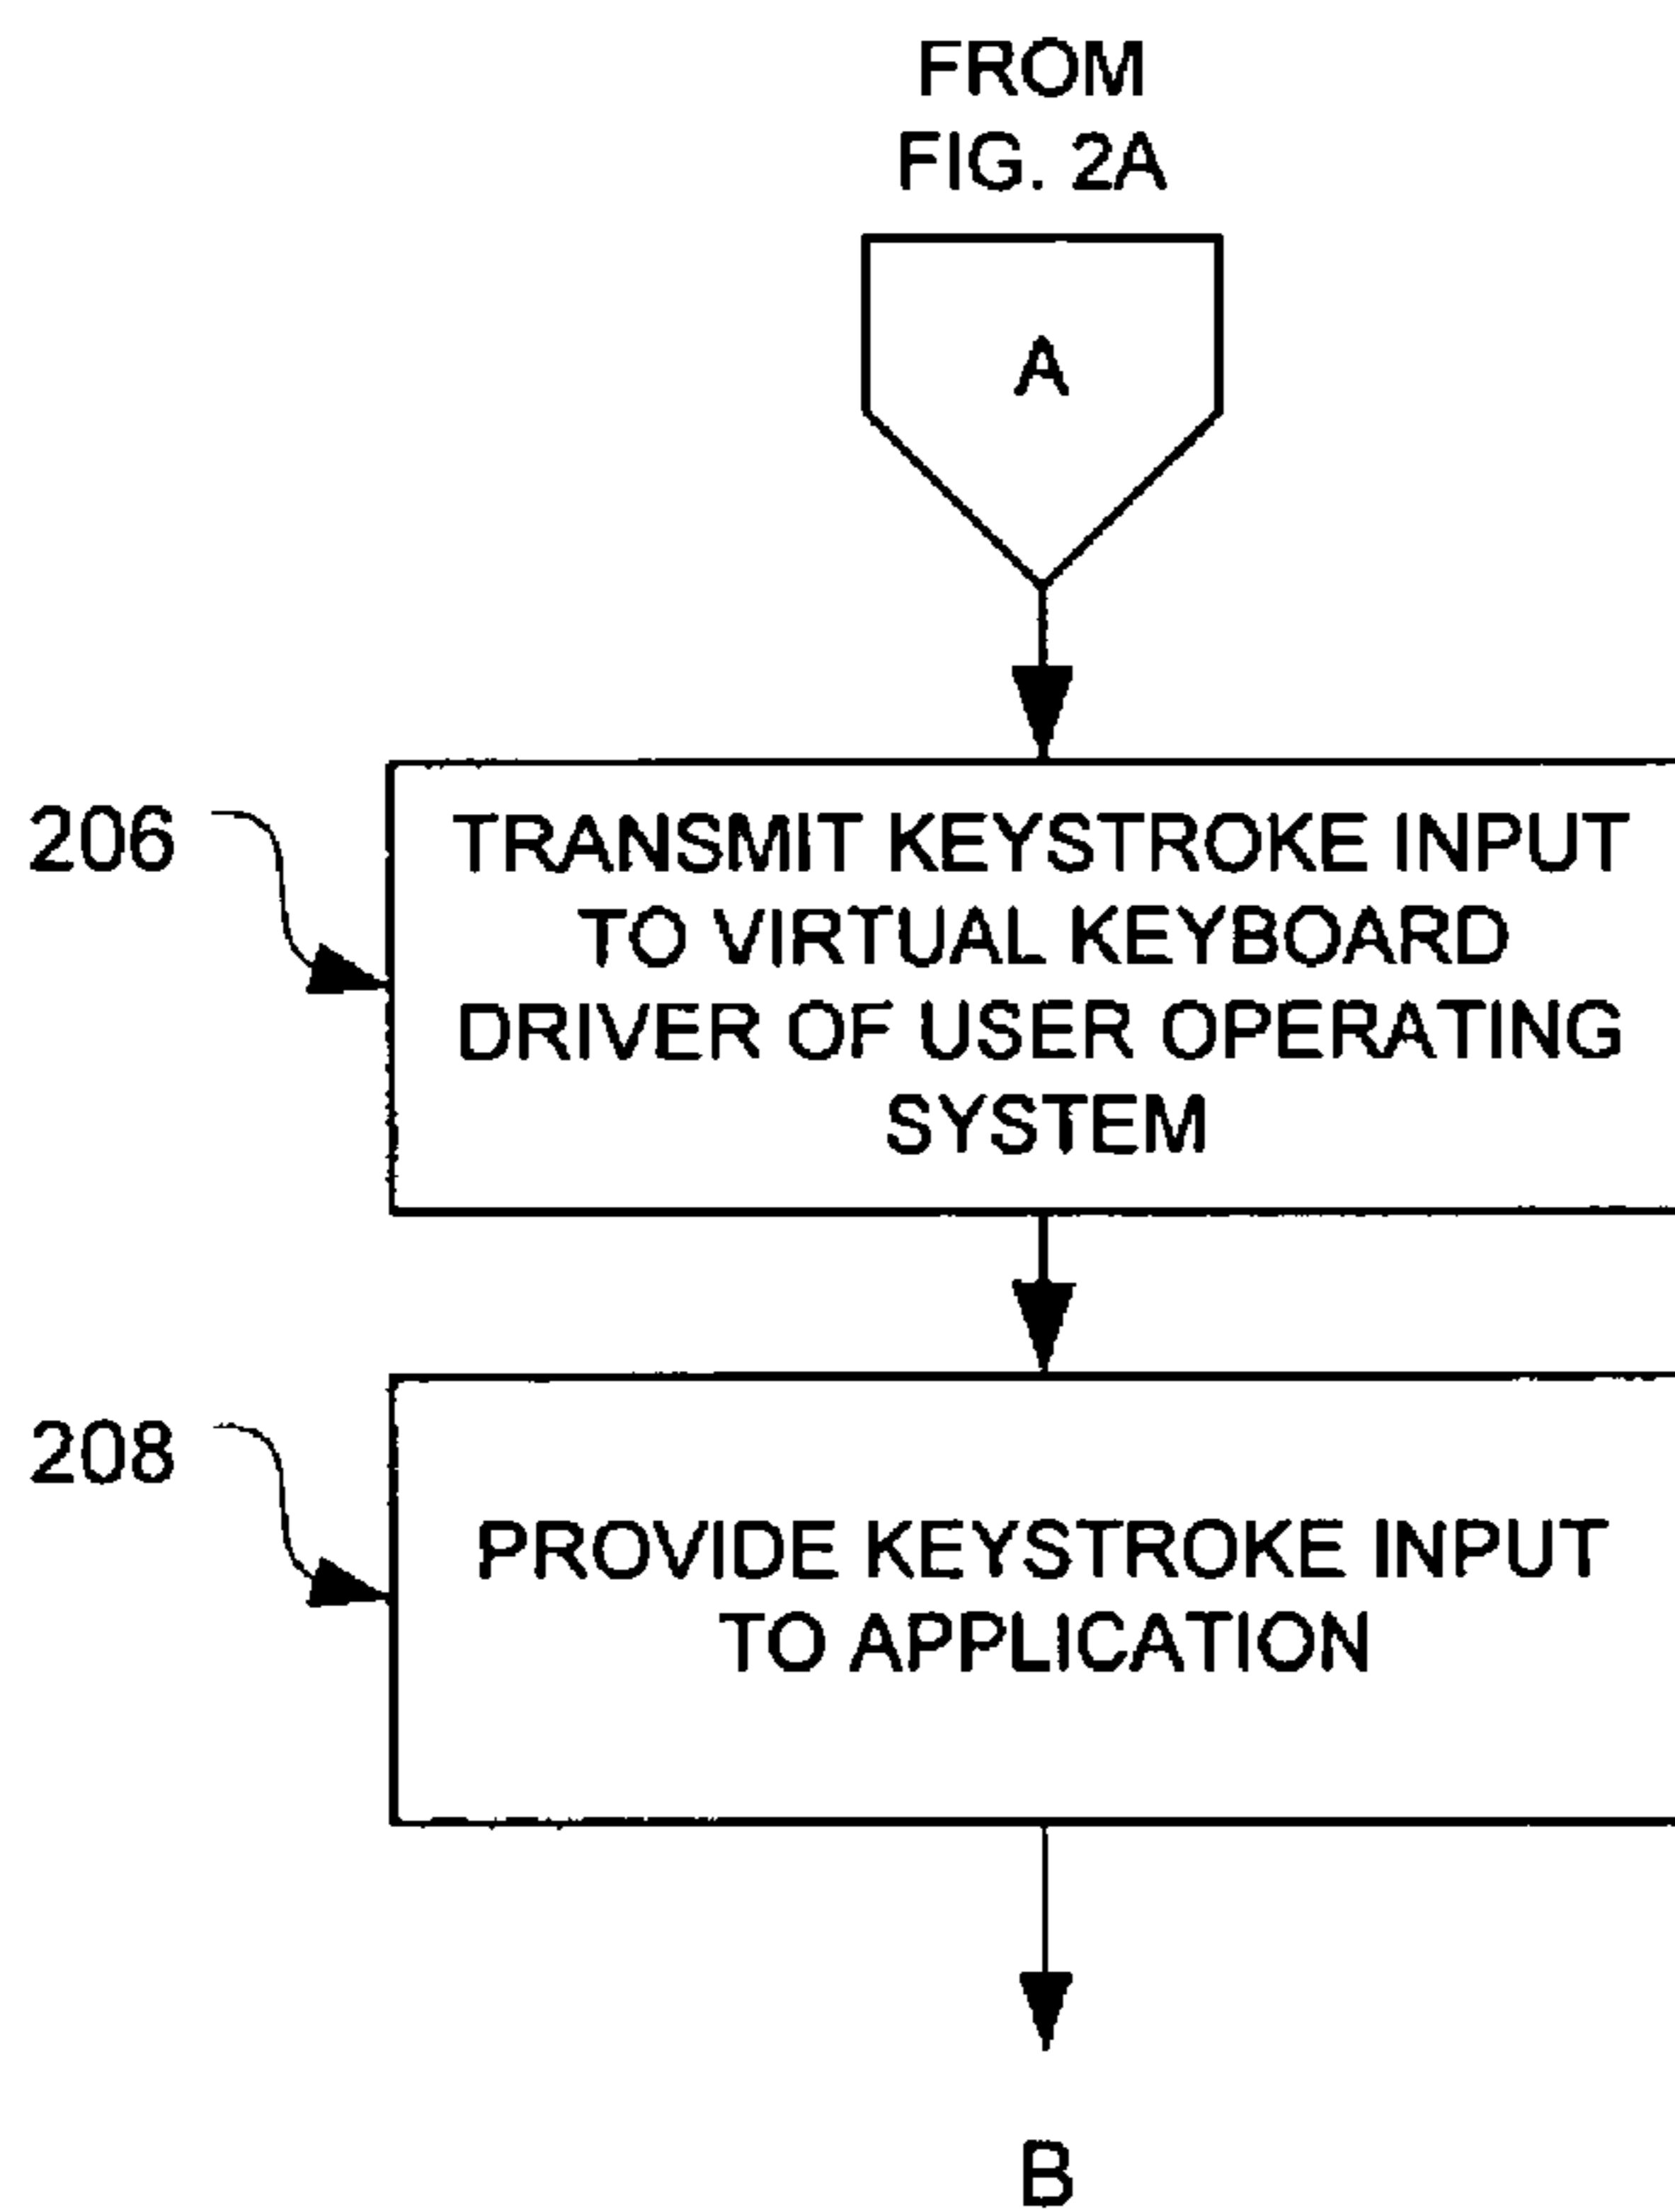 FROM
FIG. 2A
A
206
TRANSMIT KEYSTROKE INPUT
TO VIRTUAL KEYBOARD
DRIVER OF USER OPERATING
SYSTEM
208
PROVIDE KEYSTROKE INPUT
TO APPLICATION
B